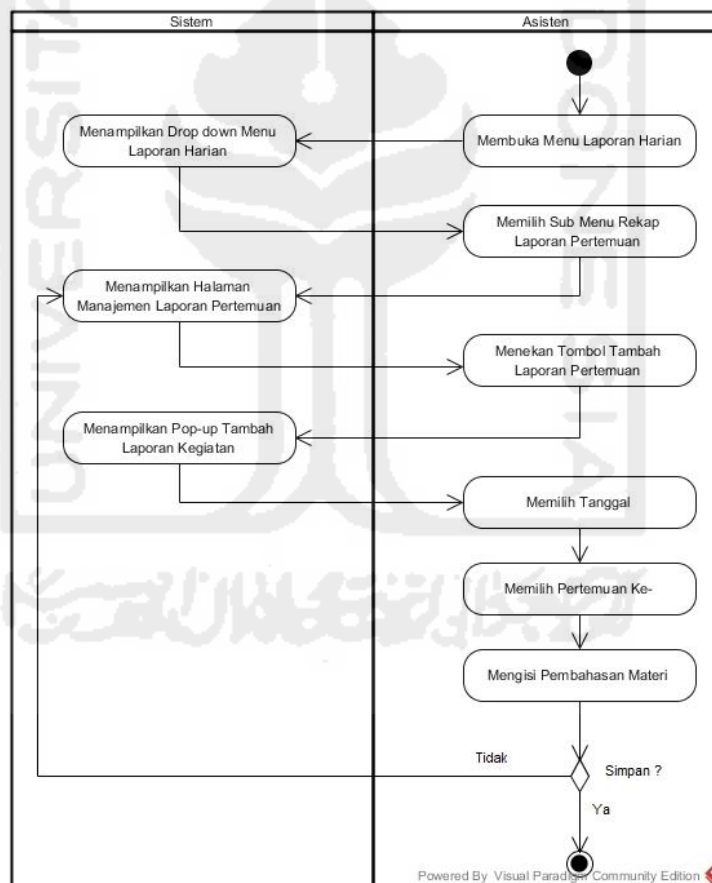 Sistem
Asisten
Membuka Menu Laporan Harian
Menampilkan Drop down Menu
Laporan Harian
Memilih Sub Menu Rekap
Laporan Pertemuan
Menampilkan Halaman
Manajemen Laporan Pertemuan
Menekan Tombol Tambah
Laporan Pertemuan
Menampilkan Pop-up Tambah
Laporan Kegiatan
Memilih Tanggal
Memilih Pertemuan Ke-
Mengisi Pembahasan Materi
Tidak
Simpan ?
Ya
Powered By Visual Paradigm Community Edition